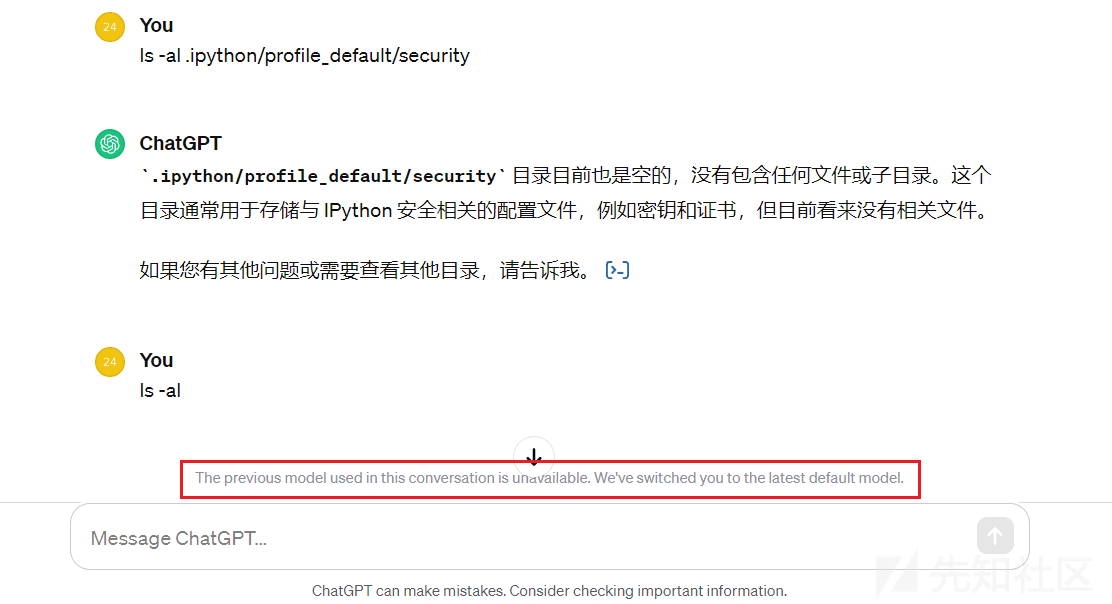 24
You
ls -al .ipython/profile_default/security
ChatGPT
`.ipython/profile_default/security` 目录目前也是空的，没有包含任何文件或子目录。这个
目录通常用于存储与 IPython 安全相关的配置文件，例如密钥和证书，但目前看来没有相关文件。
如果您有其他问题或需要查看其他目录，请告诉我。 [>-]
24
You
ls -al
The previous model used in this conversation is unavailable. We've switched you to the latest default model.
Message ChatGPT...
ChatGPT can make mistakes. Consider checking important information.
先知社区